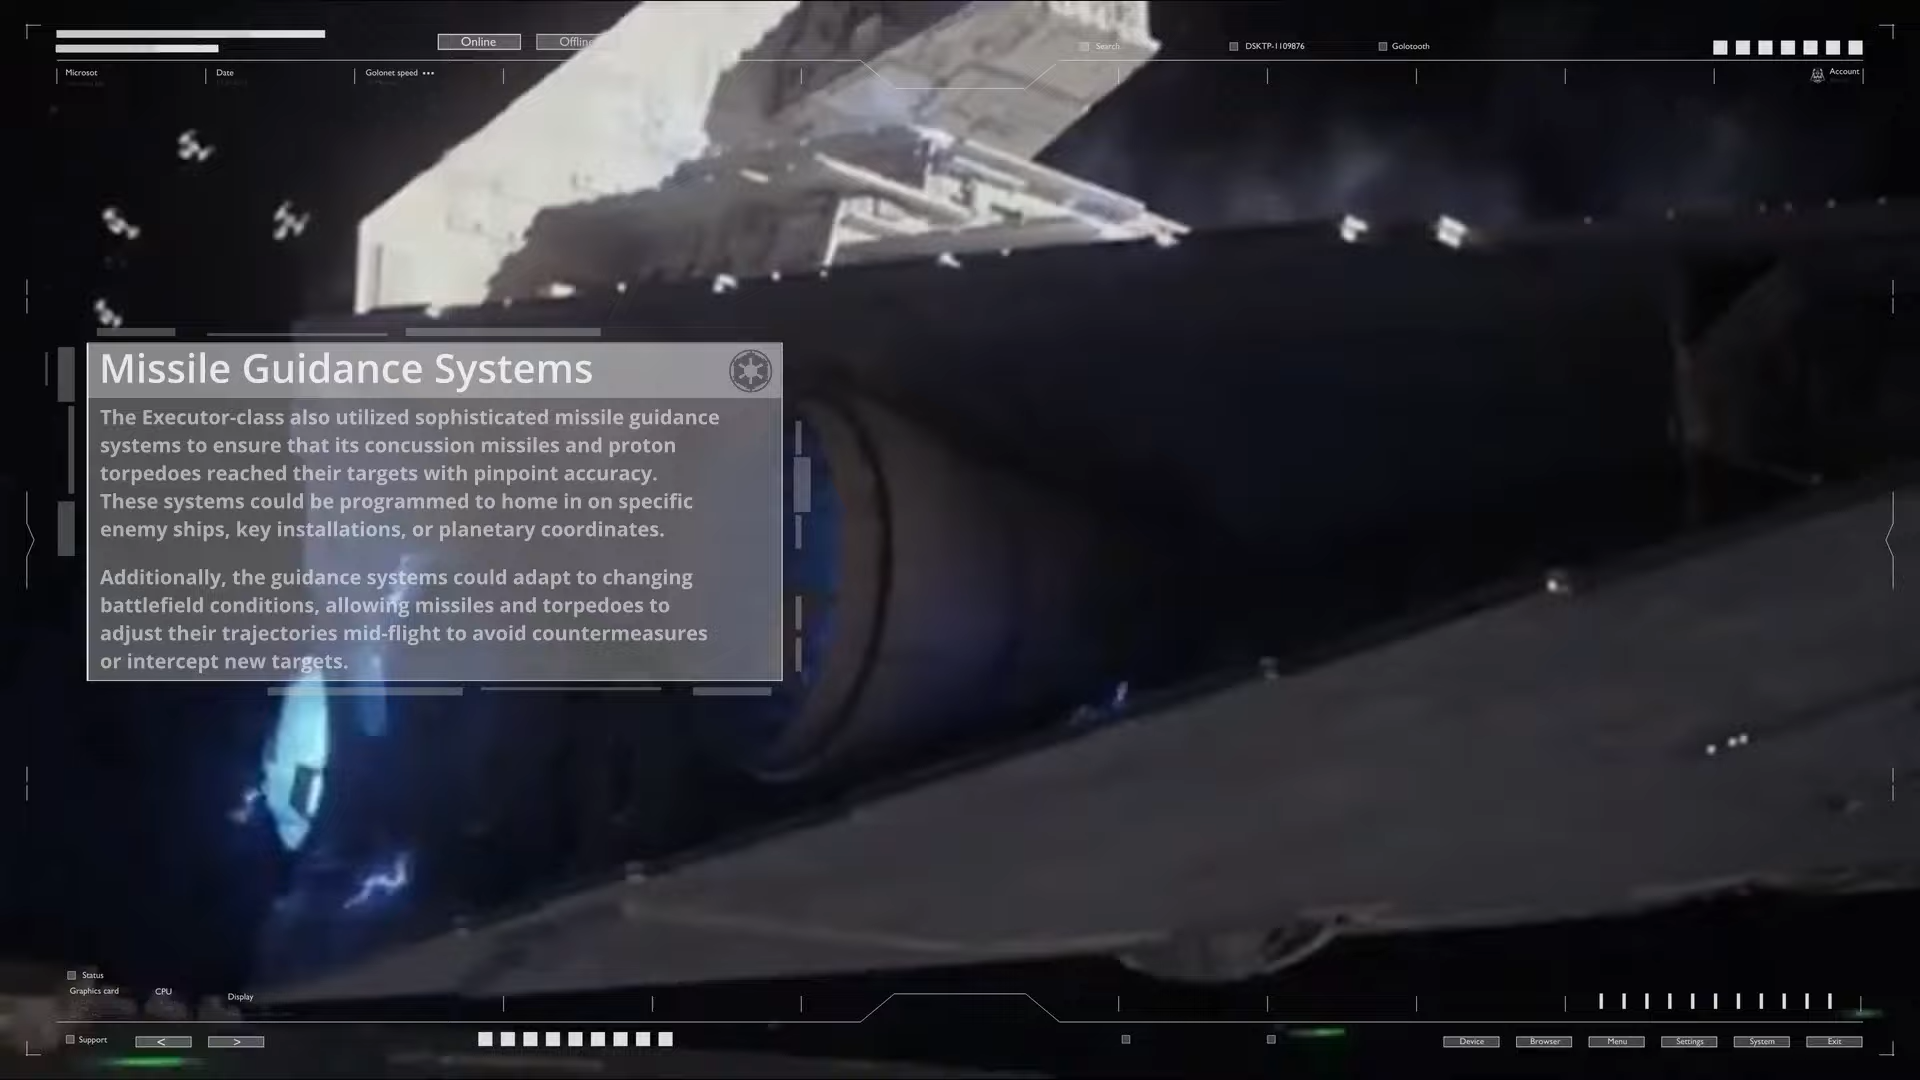 Online
Offlin
Search
DSKTP-1109876
Golotooth
Microsot
Date
Golonet speed •••
Account
Missile Guidance Systems
The Executor-class also utilized sophisticated missile guidance
systems to ensure that its concussion missiles and proton
torpedoes reached their targets with pinpoint accuracy.
These systems could be programmed to home in on specific
enemy ships, key installations, or planetary coordinates.
Additionally, the guidance systems could adapt to changing
battlefield conditions, allowing missiles and torpedoes to
adjust their trajectories mid-flight to avoid countermeasures
or intercept new targets.
Status
Graphics card
CPU
Display
Support
<
>
Device
Browser
Menu
Settings
System
Exit